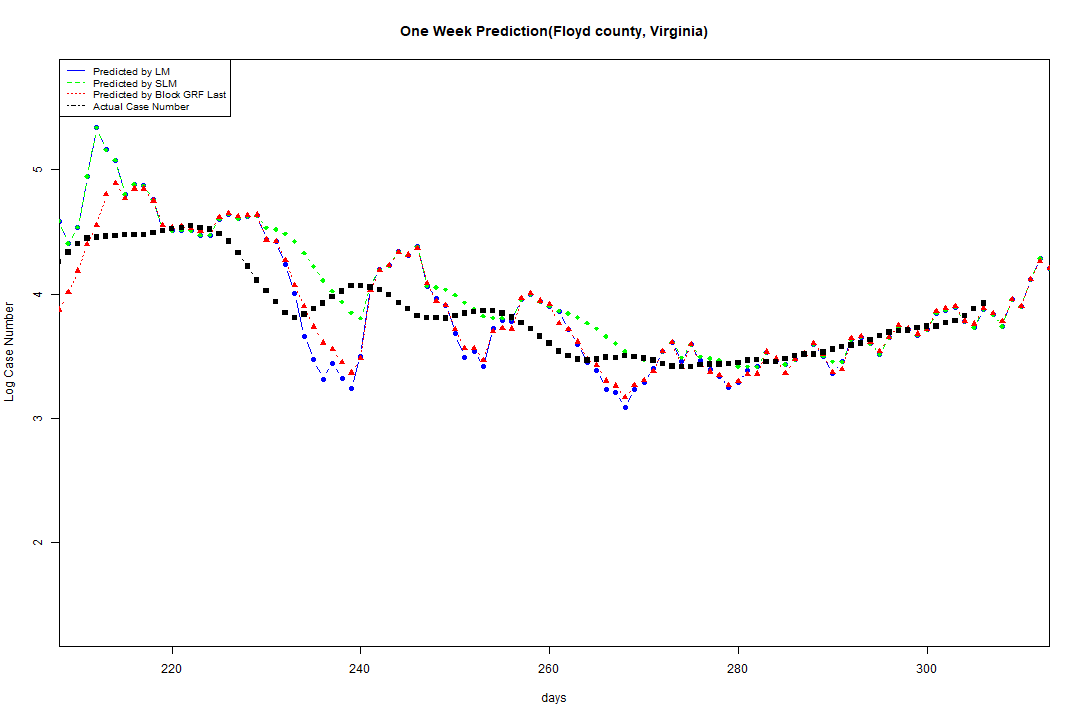 One Week Prediction(Floyd county, Virginia)
Predicted by LM
Predicted by SLM
Predicted by Block GRF Last
Actual Case Number
5
4
3
2
Log Case Number
220 240 260 280 300
days